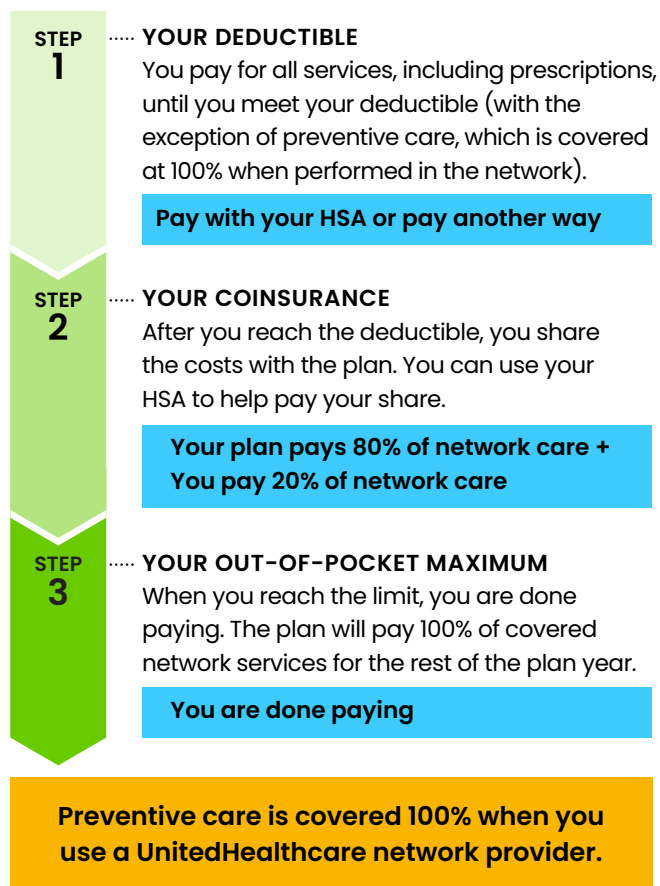 STEP
1
YOUR DEDUCTIBLE
You pay for all services, including prescriptions,
until you meet your deductible (with the
exception of preventive care, which is covered
at 100% when performed in the network).
Pay with your HSA or pay another way
STEP
2
YOUR COINSURANCE
After you reach the deductible, you share
the costs with the plan. You can use your
HSA to help pay your share.
Your plan pays 80% of network care +
You pay 20% of network care
STEP
3
YOUR OUT-OF-POCKET MAXIMUM
When you reach the limit, you are done
paying. The plan will pay 100% of covered
network services for the rest of the plan year.
You are done paying
Preventive care is covered 100% when you
use a UnitedHealthcare network provider.